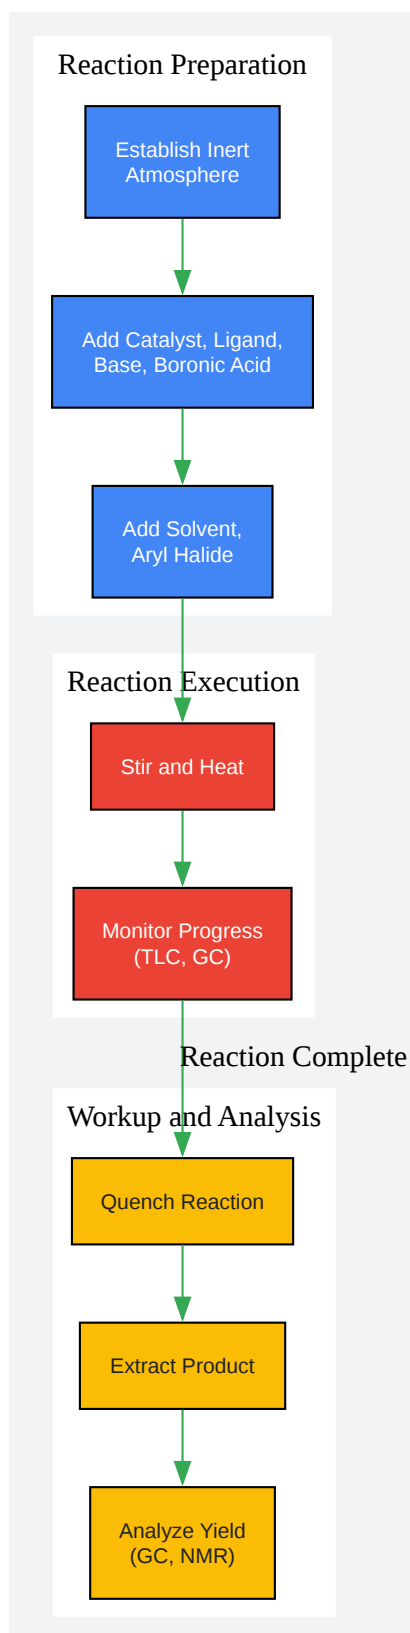 Reaction Preparation
Establish Inert
Atmosphere
Add Catalyst, Ligand,
Base, Boronic Acid
Add Solvent,
Aryl Halide
Reaction Execution
Stir and Heat
Monitor Progress
(TLC, GC)
Reaction Complete
Workup and Analysis
Quench Reaction
Extract Product
Analyze Yield
(GC, NMR)